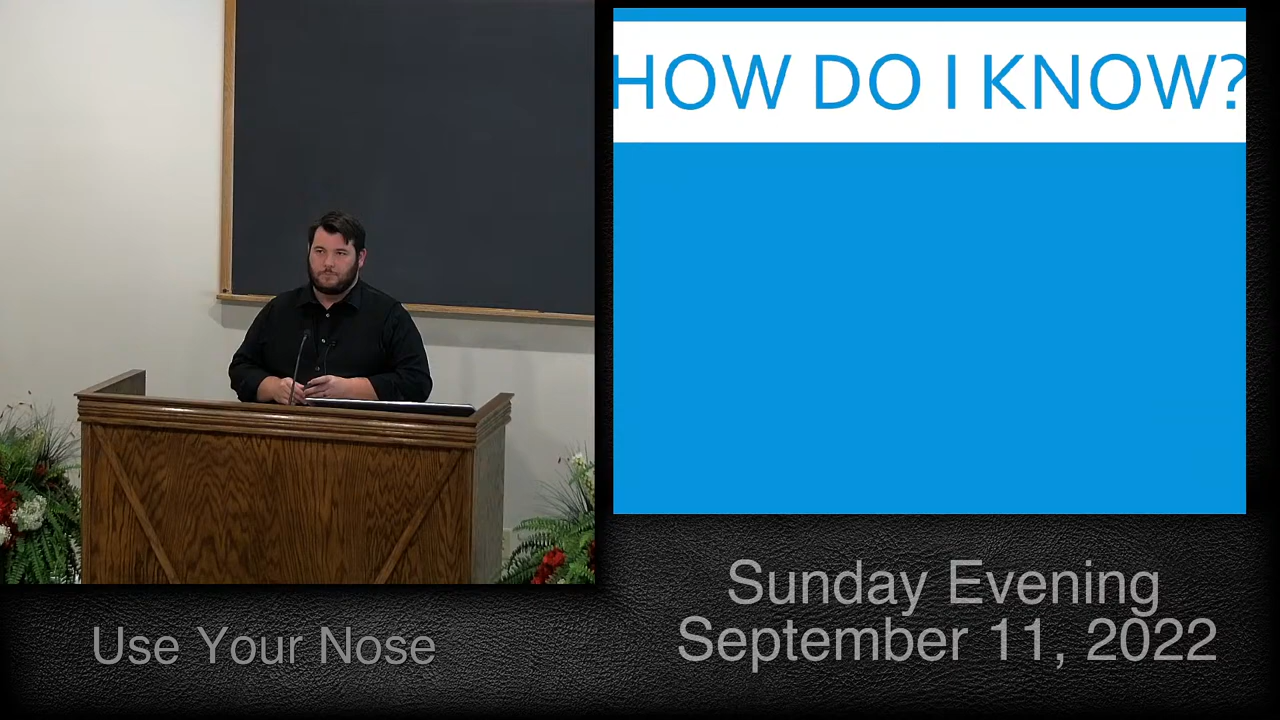 HOW DO I KNOW?
Use Your Nose
Sunday Evening
September 11, 2022